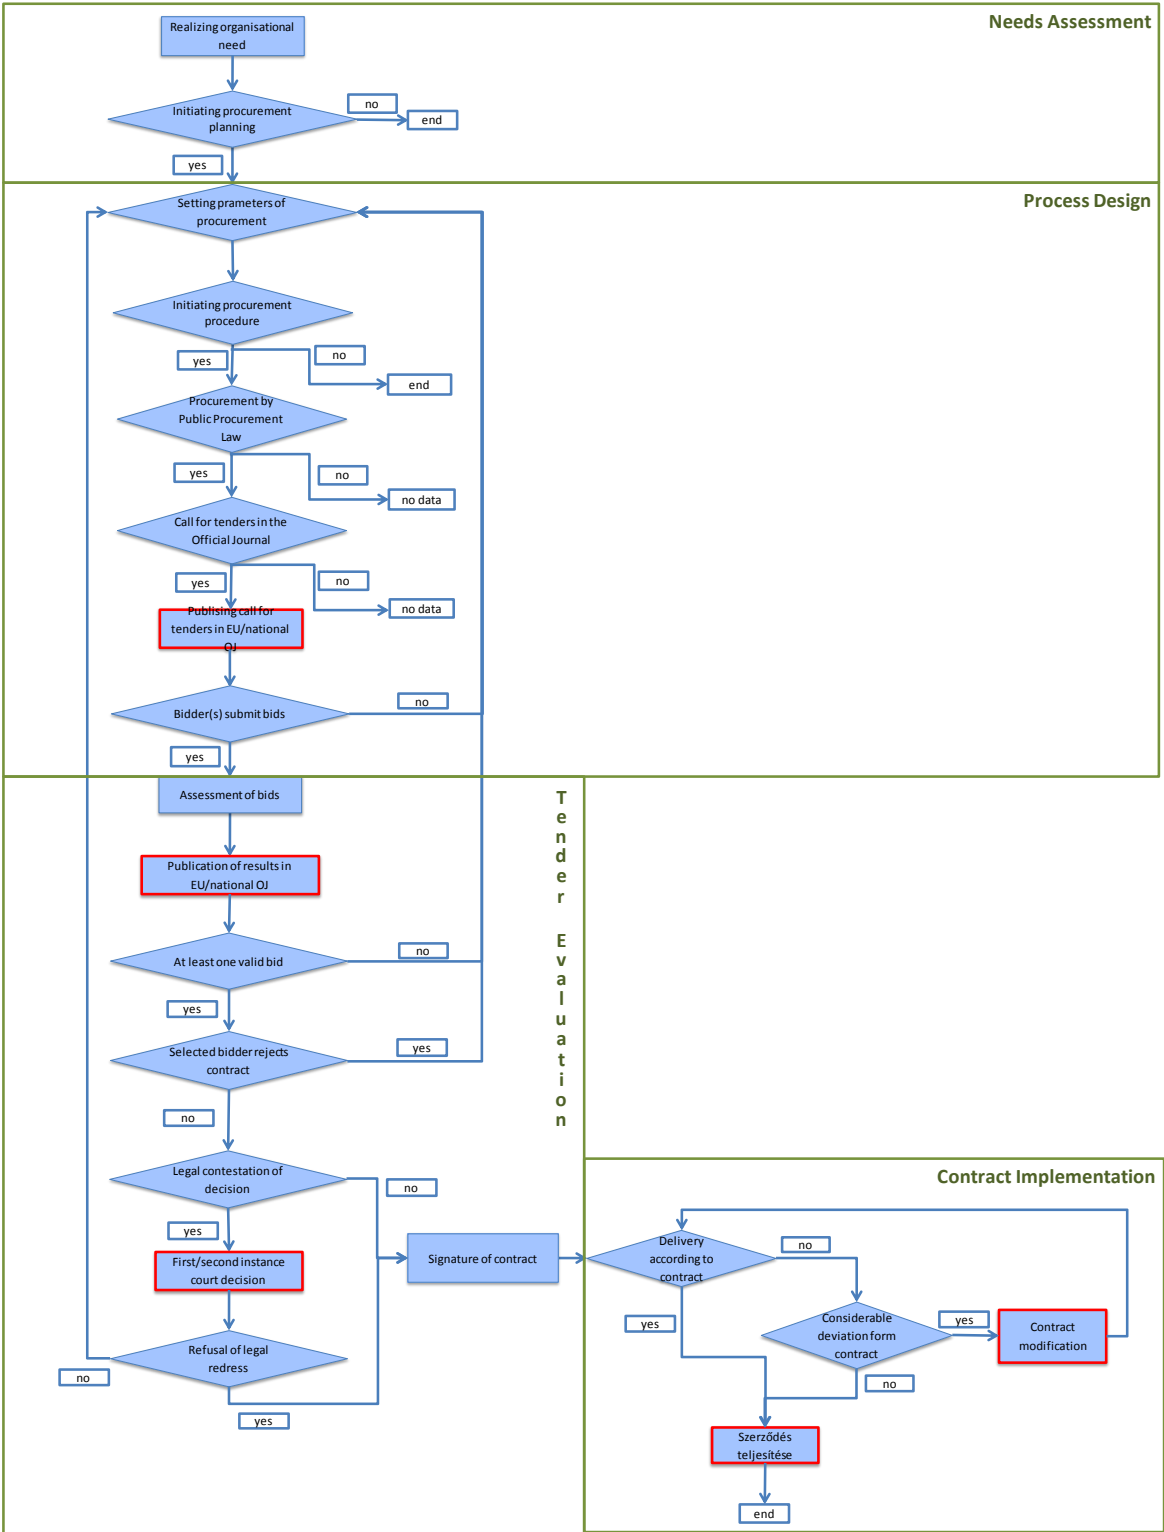 Needs Assessment
Realizing organisational
need
Initiating procurement
planning
no
end
yes
Process Design
Setting prameters of
procurement
Initiating procurement
procedure
yes
no
end
Procurement by
Public Procurement
Law
yes
no
no data
Call for tenders in the
Official Journal
yes
no
no data
Publising call for
tenders in EU/national
OJ
Bidder(s) submit bids
no
yes
Tender Evaluation
Assessment of bids
Publication of results in
EU/national OJ
At least one valid bid
no
yes
Selected bidder rejects
contract
yes
no
Legal contestation of
decision
no
yes
First/second instance
court decision
Refusal of legal
redress
no
yes
Signature of contract
Contract Implementation
Delivery
according to
contract
no
yes
Considerable
deviation form
contract
yes
Contract
modification
no
Szerződés
teljesítése
end